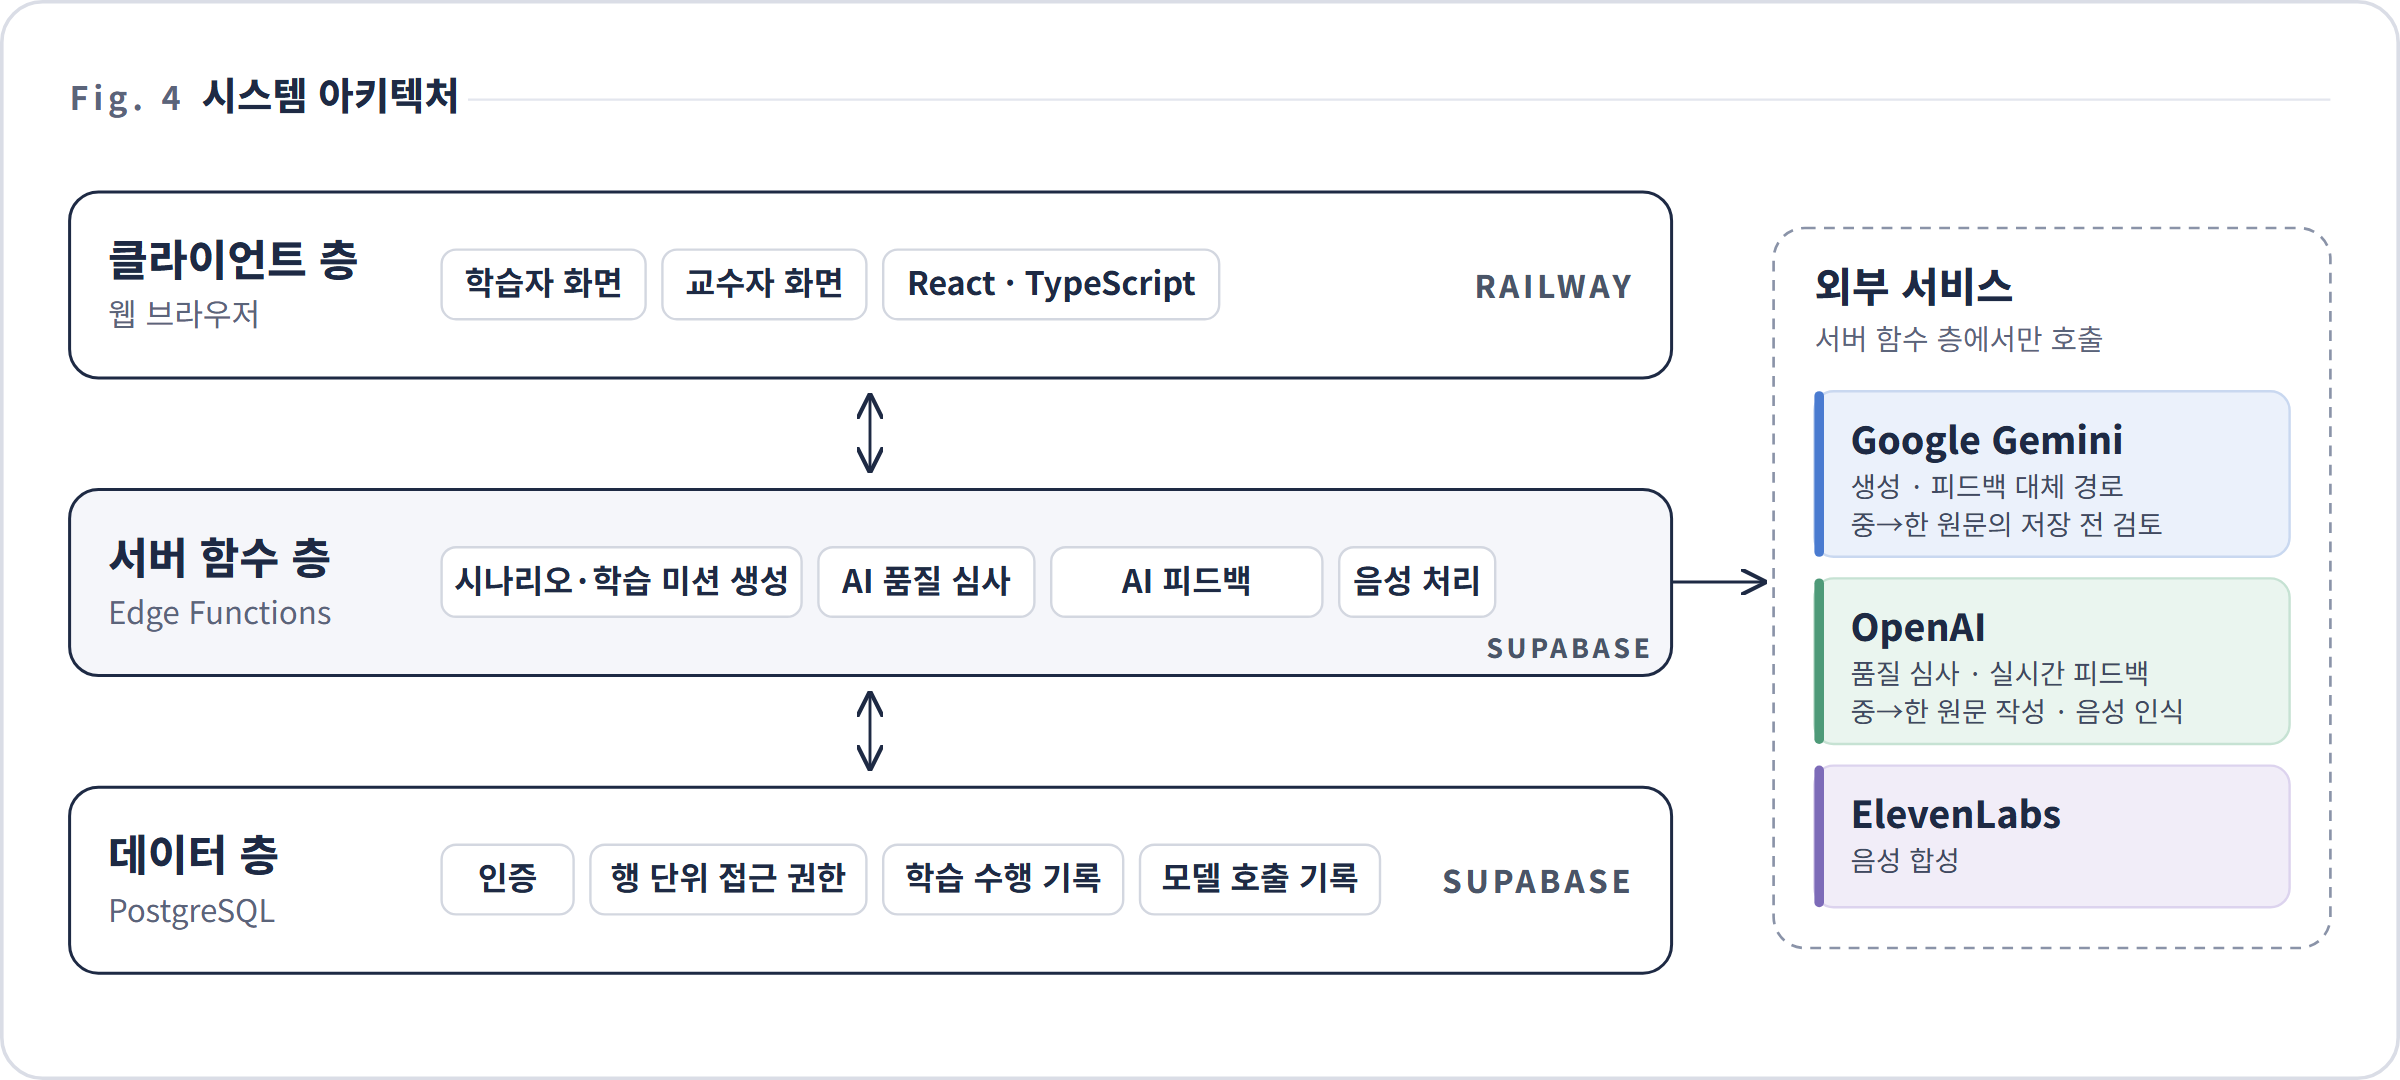 Fig. 4 시스템 아키텍처
클라이언트 층
웹 브라우저
학습자 화면
교수자 화면
React · TypeScript
RAILWAY
서버 함수 층
Edge Functions
시나리오·학습 미션 생성
AI 품질 심사
AI 피드백
음성 처리
SUPABASE
데이터 층
PostgreSQL
인증
행 단위 접근 권한
학습 수행 기록
모델 호출 기록
SUPABASE
외부 서비스
서버 함수 층에서만 호출
Google Gemini
생성 · 피드백 대체 경로
중→한 원문의 저장 전 검토
OpenAI
품질 심사 · 실시간 피드백
중→한 원문 작성 · 음성 인식
ElevenLabs
음성 합성